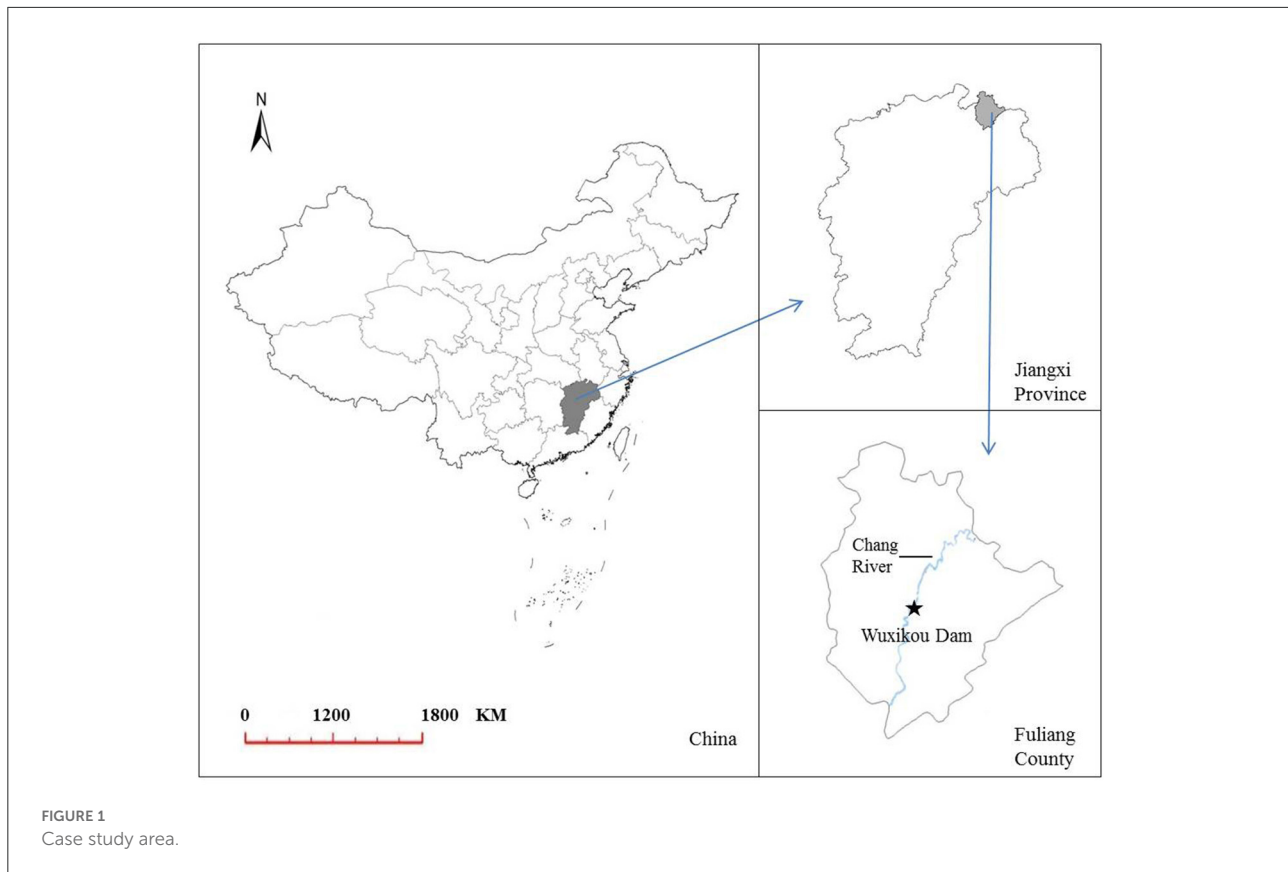 N
0 1200 1800 KM
China
Jiangxi
Province
Chang
River
Wuxikou Dam
Fuliang
County
FIGURE 1
Case study area.